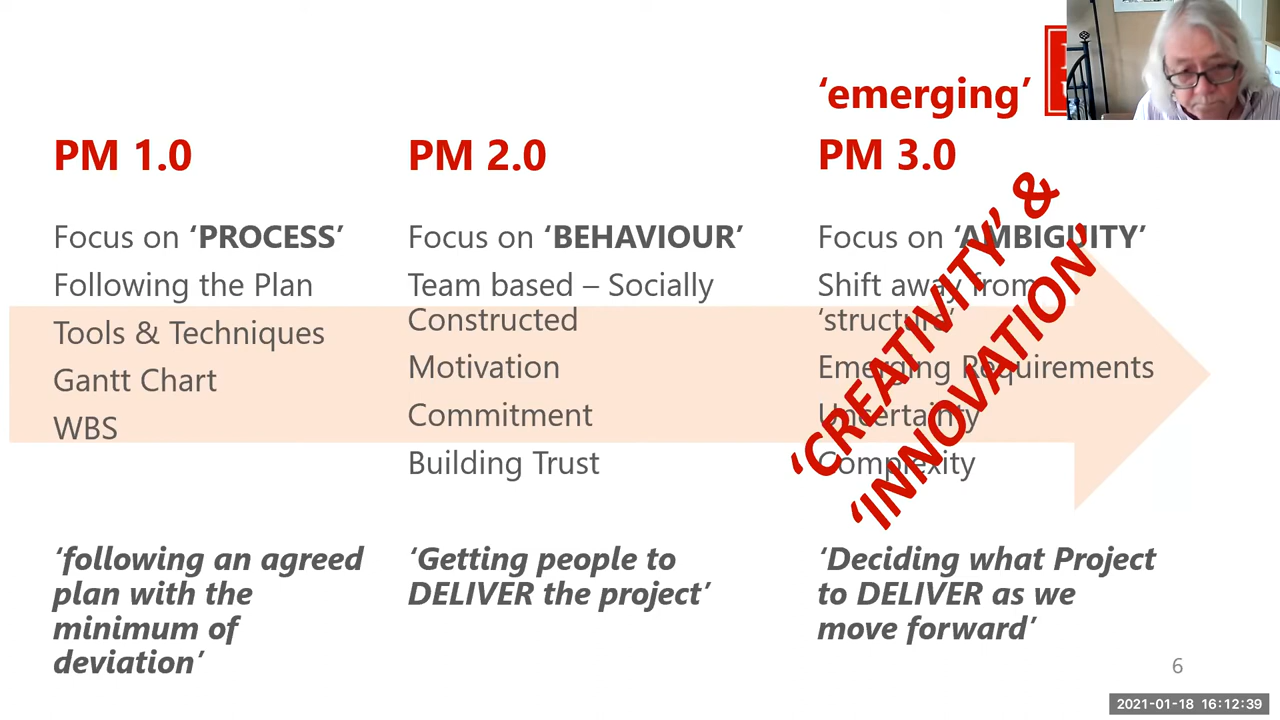 ‘emerging’
PM 1.0
PM 2.0
PM 3.0
Focus on ‘PROCESS’
Following the Plan
Tools & Techniques
Gantt Chart
WBS
‘following an agreed
plan with the
minimum of
deviation’
Focus on ‘BEHAVIOUR’
Team based – Socially
Constructed
Motivation
Commitment
Building Trust
‘Getting people to
DELIVER the project’
Focus on ‘AMBIGUITY’
Shift away from
‘structure’
Emerging Requirements
Uncertainty
Complexity
‘CREATIVITY’ &
‘INNOVATION’
‘Deciding what Project
to DELIVER as we
move forward’
6
2021-01-18 16:12:39